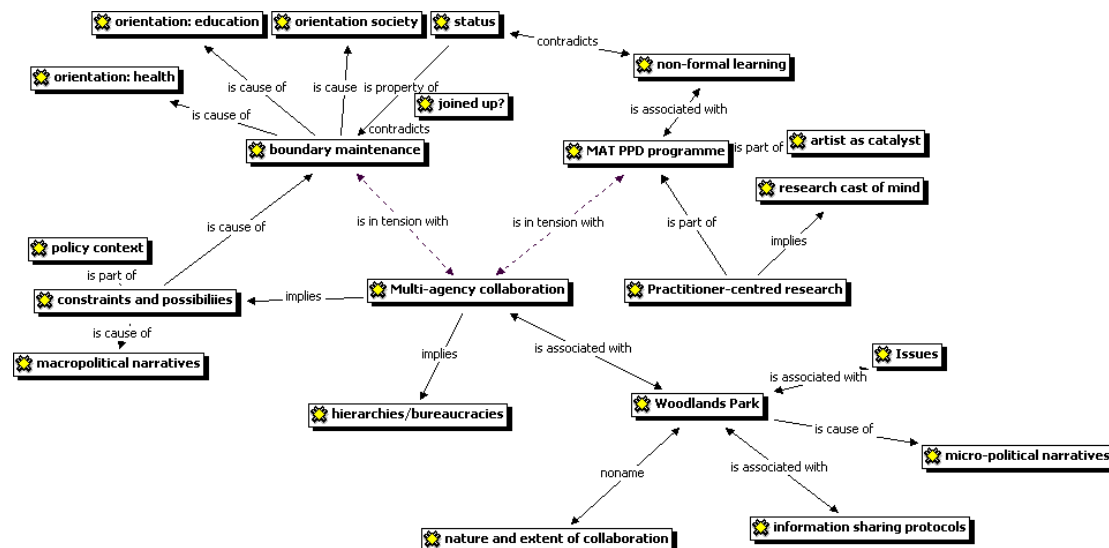 orientation: education
orientation society
status
contradicts
non-formal learning
orientation: health
is cause of
is cause
is property of
joined up?
is associated with
is cause of
contradicts
boundary maintenance
MAT PPD programme
is part of
artist as catalyst
research cast of mind
is in tension with
is in tension with
is part of
is cause of
implies
policy context
is part of
constraints and possibiliies
implies
Multi-agency collaboration
Practitioner-centred research
is cause of
macropolitical narratives
implies
is associated with
Issues
is associated with
hierarchies/bureaucracies
Woodlands Park
is cause of
micro-political narratives
noname
is associated with
information sharing protocols
nature and extent of collaboration